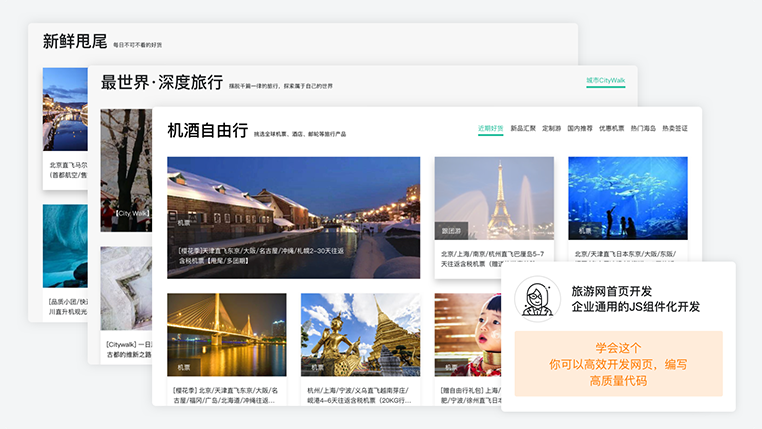 新鲜甩尾 每日不可不看的好货
最世界·深度旅行 摆脱千篇一律的旅行，探索属于自己的世界
城市CityWalk
机酒自由行 挑选全球机票、酒店、邮轮等旅行产品
近期好货 新品汇聚 定制游 国内推荐 优惠机票 热门海岛 热卖签证
北京直飞马尔
(首都航空/售
【City Walk】
机票
[樱花季]天津直飞东京/大阪/名古屋/冲绳/札幌2-30天往返
含税机票【甩尾/多团期】
跟团游
北京/上海/南京/杭州直飞巴厘岛5-7
天往返含税机票（赠
机票
北京/天津直飞日本东京/大阪/东阪/
[品质小团/快
川直升机观光
[Citywalk] 一日
古都的维新之路
机票
[樱花季] 北京/天津直飞东京/大阪/名
古屋/福冈/广岛/北海道/冲绳往返...
机票
杭州/上海/宁波/义乌直飞越南芽庄/
岘港4-6天往返含税机票（20KG行...
机票
[赠自由行礼包] 上海/
肥/宁波/徐州直飞日本
旅游网首页开发
企业通用的JS组件化开发
学会这个
你可以高效开发网页，编写
高质量代码